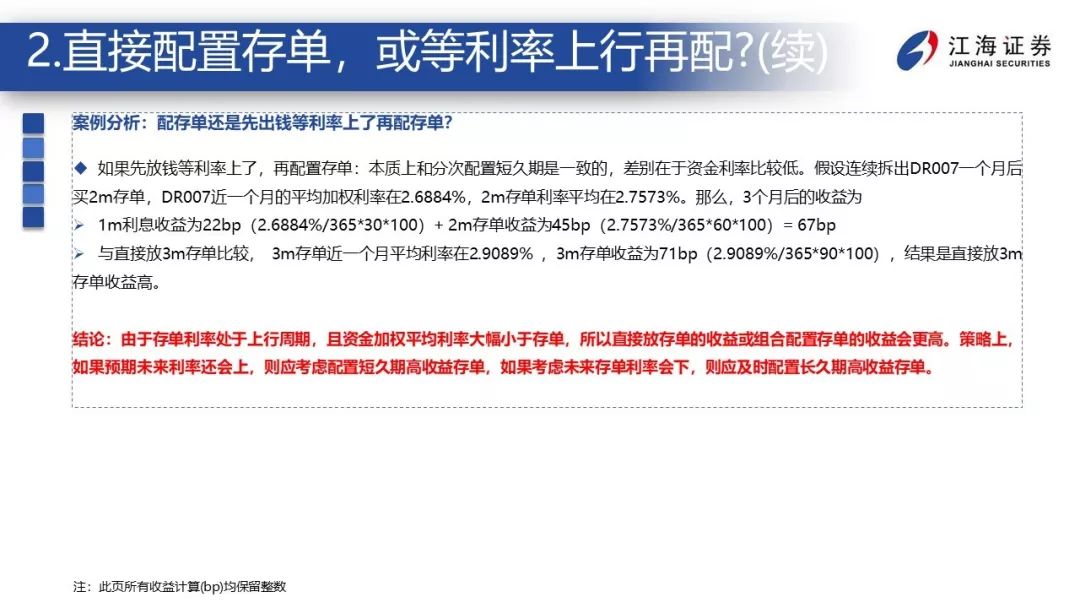 2.直接配置存单，或等利率上行再配?(续)
江海证券
JIANGHAI SECURITIES
案例分析：配存单还是先出钱等利率上了再配存单？
◆ 如果先放钱等利率上了，再配置存单：本质上和分次配置短久期是一致的，差别在于资金利率比较低。假设连续拆出DR007一个月后
买2m存单，DR007近一个月的平均加权利率在2.6884%，2m存单利率平均在2.7573%。那么，3个月后的收益为
➢ 1m利息收益为22bp（2.6884%/365*30*100）+ 2m存单收益为45bp（2.7573%/365*60*100）= 67bp
➢ 与直接放3m存单比较， 3m存单近一个月平均利率在2.9089% ，3m存单收益为71bp（2.9089%/365*90*100），结果是直接放3m
存单收益高。
结论：由于存单利率处于上行周期，且资金加权平均利率大幅小于存单，所以直接放存单的收益或组合配置存单的收益会更高。策略上，
如果预期未来利率还会上，则应考虑配置短久期高收益存单，如果考虑未来存单利率会下，则应及时配置长久期高收益存单。
注：此页所有收益计算(bp)均保留整数